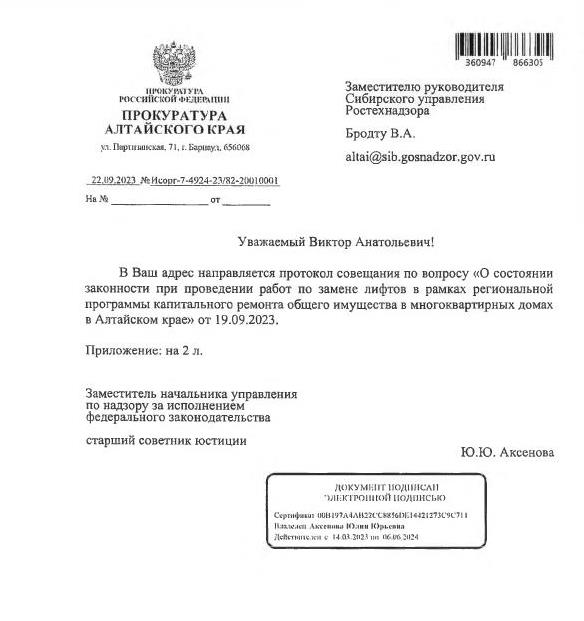 360947 866305
ПРОКУРАТУРА
РОССИЙСКОЙ ФЕДЕРАЦИИ
ПРОКУРАТУРА
АЛТАЙСКОГО КРАЯ
ул. Партизанская, 71, г. Барнаул, 656068
22.09.2023 № Исорг-7-4924-23/82-20010001
На № от
Заместителю руководителя
Сибирского управления
Ростехнадзора
Бродту В.А.
altai@sib.gosnadzor.gov.ru
Уважаемый Виктор Анатольевич!
В Ваш адрес направляется протокол совещания по вопросу «О состоянии
законности при проведении работ по замене лифтов в рамках региональной
программы капитального ремонта общего имущества в многоквартирных домах
в Алтайском крае» от 19.09.2023.
Приложение: на 2 л.
Заместитель начальника управления
по надзору за исполнением
федерального законодательства
старший советник юстиции
Ю.Ю. Аксенова
ДОКУМЕНТ ПОДПИСАН
ЭЛЕКТРОННОЙ ПОДПИСЬЮ
Сертификат 00B197A4AB22CC8856DE14421273C9C711
Владелец Аксенова Юлия Юрьевна
Действителен с 14.03.2023 по 06.06.2024